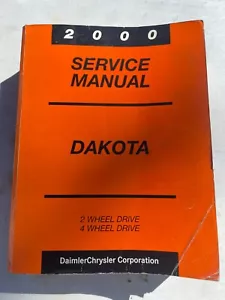 2000
SERVICE
MANUAL
DAKOTA
2 WHEEL DRIVE
4 WHEEL DRIVE
DaimlerChrysler Corporation